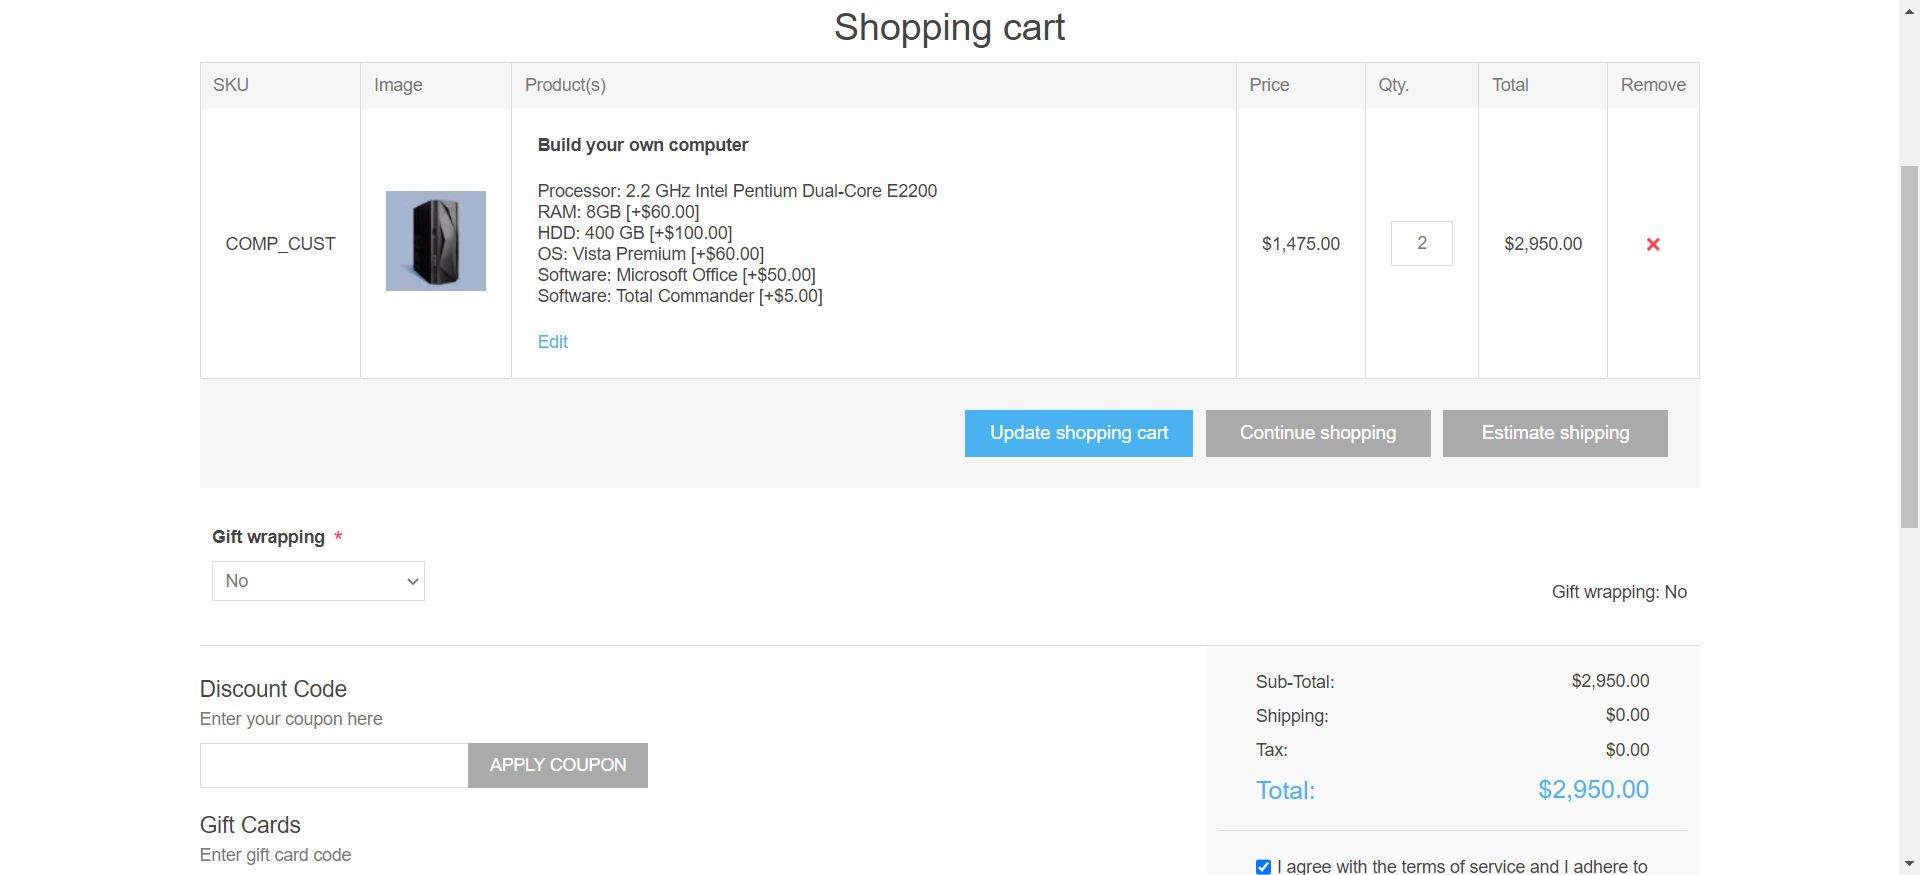 Shopping cart
SKU Image Product(s) Price Qty. Total Remove
Build your own computer
Processor: 2.2 GHz Intel Pentium Dual-Core E2200
RAM: 8GB [+$60.00]
HDD: 400 GB [+$100.00]
OS: Vista Premium [+$60.00]
Software: Microsoft Office [+$50.00]
Software: Total Commander [+$5.00]
Edit
COMP_CUST $1,475.00 2 $2,950.00
Update shopping cart Continue shopping Estimate shipping
Gift wrapping *
No
Gift wrapping: No
Discount Code
Enter your coupon here
APPLY COUPON
Gift Cards
Enter gift card code
Sub-Total: $2,950.00
Shipping: $0.00
Tax: $0.00
Total: $2,950.00
I agree with the terms of service and I adhere to